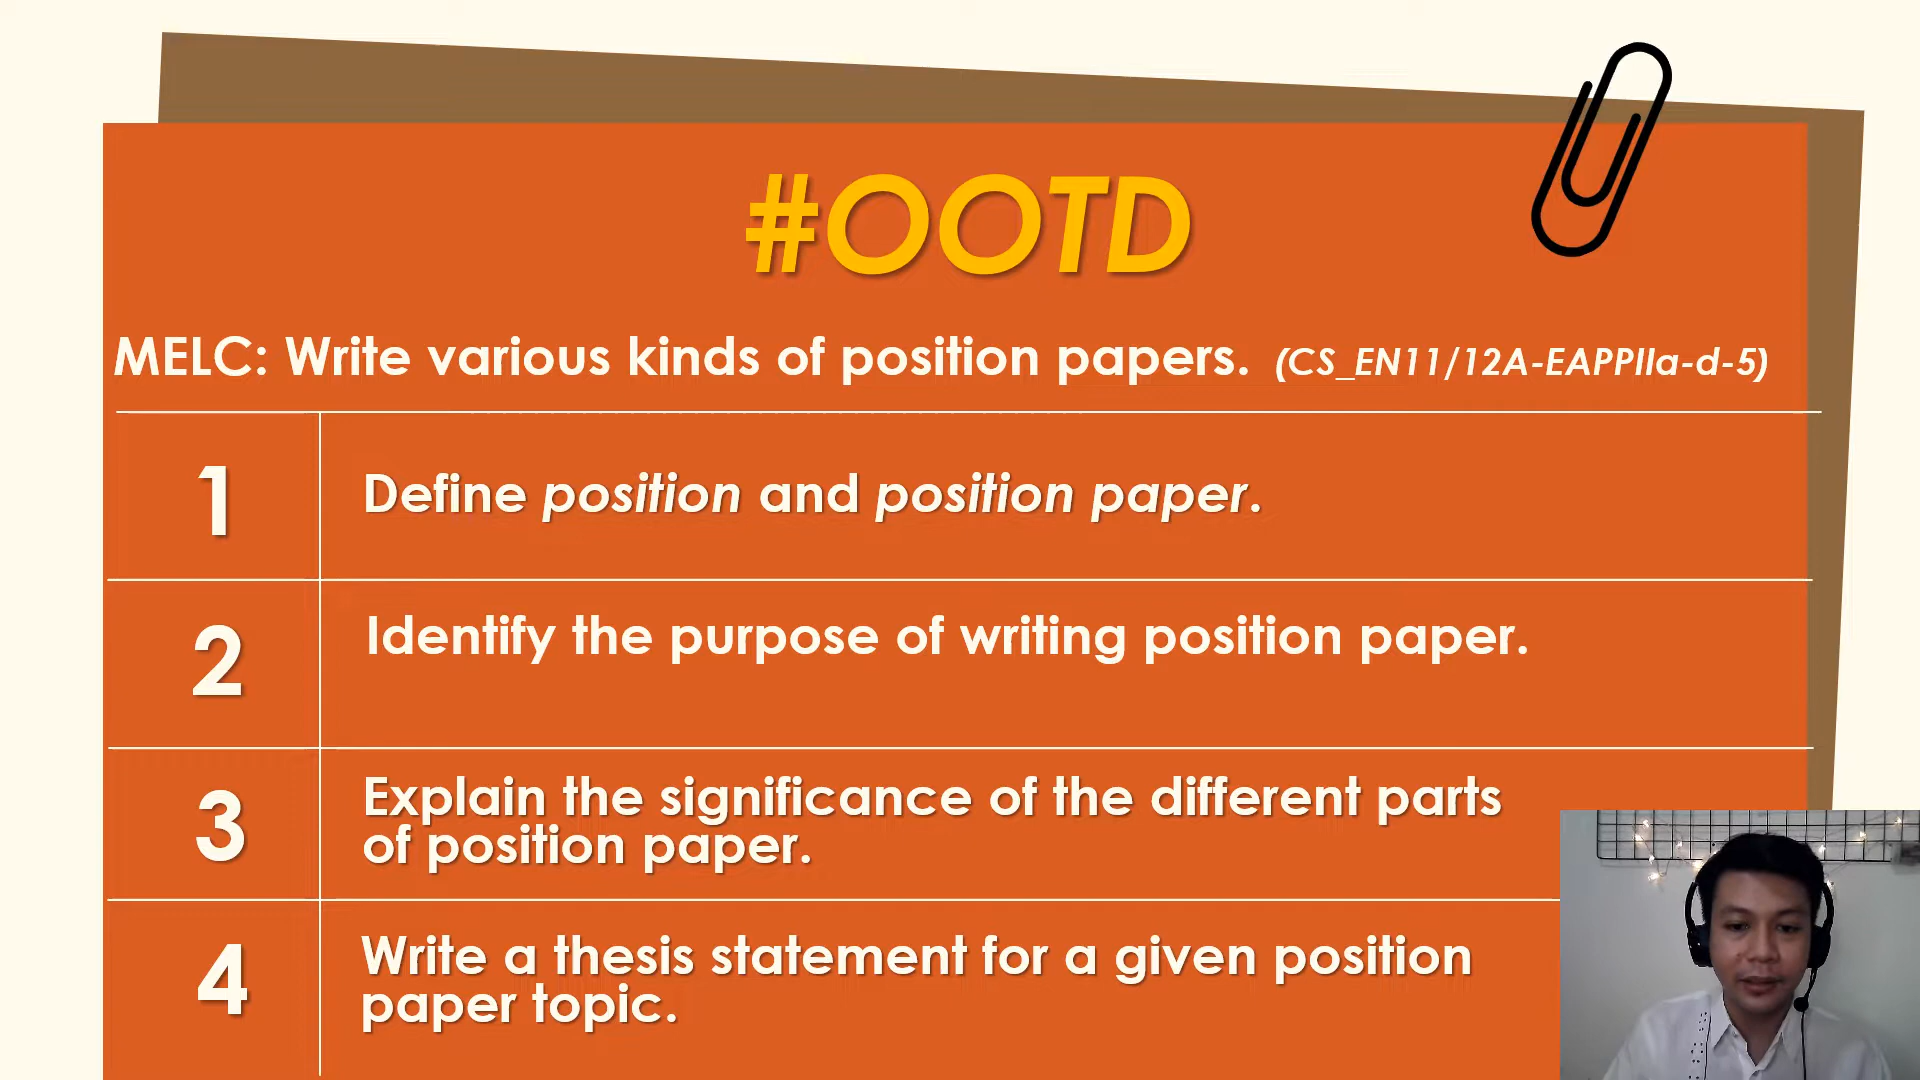 #OOTD
MELC: Write various kinds of position papers. (CS_EN11/12A-EAPPIIa-d-5)
1
Define position and position paper.
2
Identify the purpose of writing position paper.
3
Explain the significance of the different parts
of position paper.
4
Write a thesis statement for a given position
paper topic.